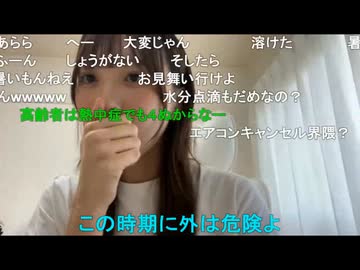 あらら　　へー　　大変じゃん　　溶けた　　暑
ふーん　　しょうがない　　そしたら
暑いもんねえ　　お見舞い行けよ
んwwwww　　水分点滴もだめなの？
高齢者は熱中症でも4ぬからなー
エアコンキャンセル界隈？
この時期に外は危険よ